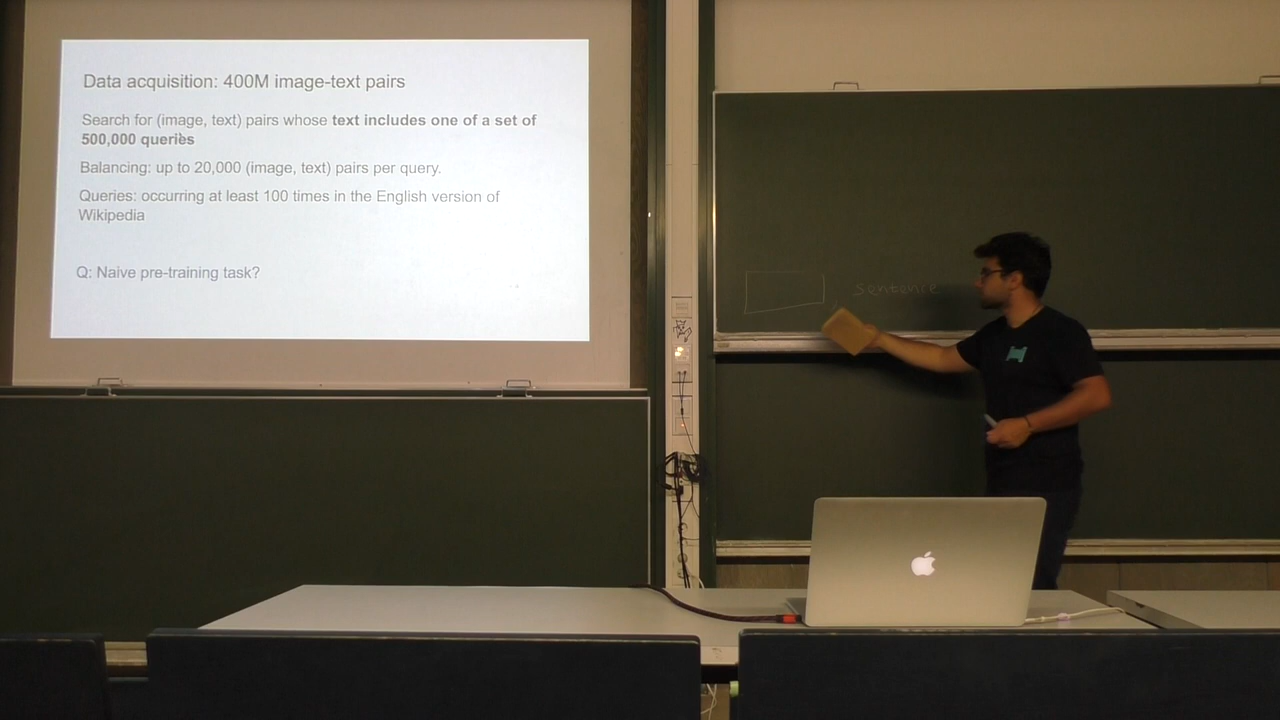 Data acquisition: 400M image-text pairs
Search for (image, text) pairs whose text includes one of a set of
500,000 queries
Balancing: up to 20,000 (image, text) pairs per query.
Queries: occurring at least 100 times in the English version of
Wikipedia
Q: Naive pre-training task?
sentence